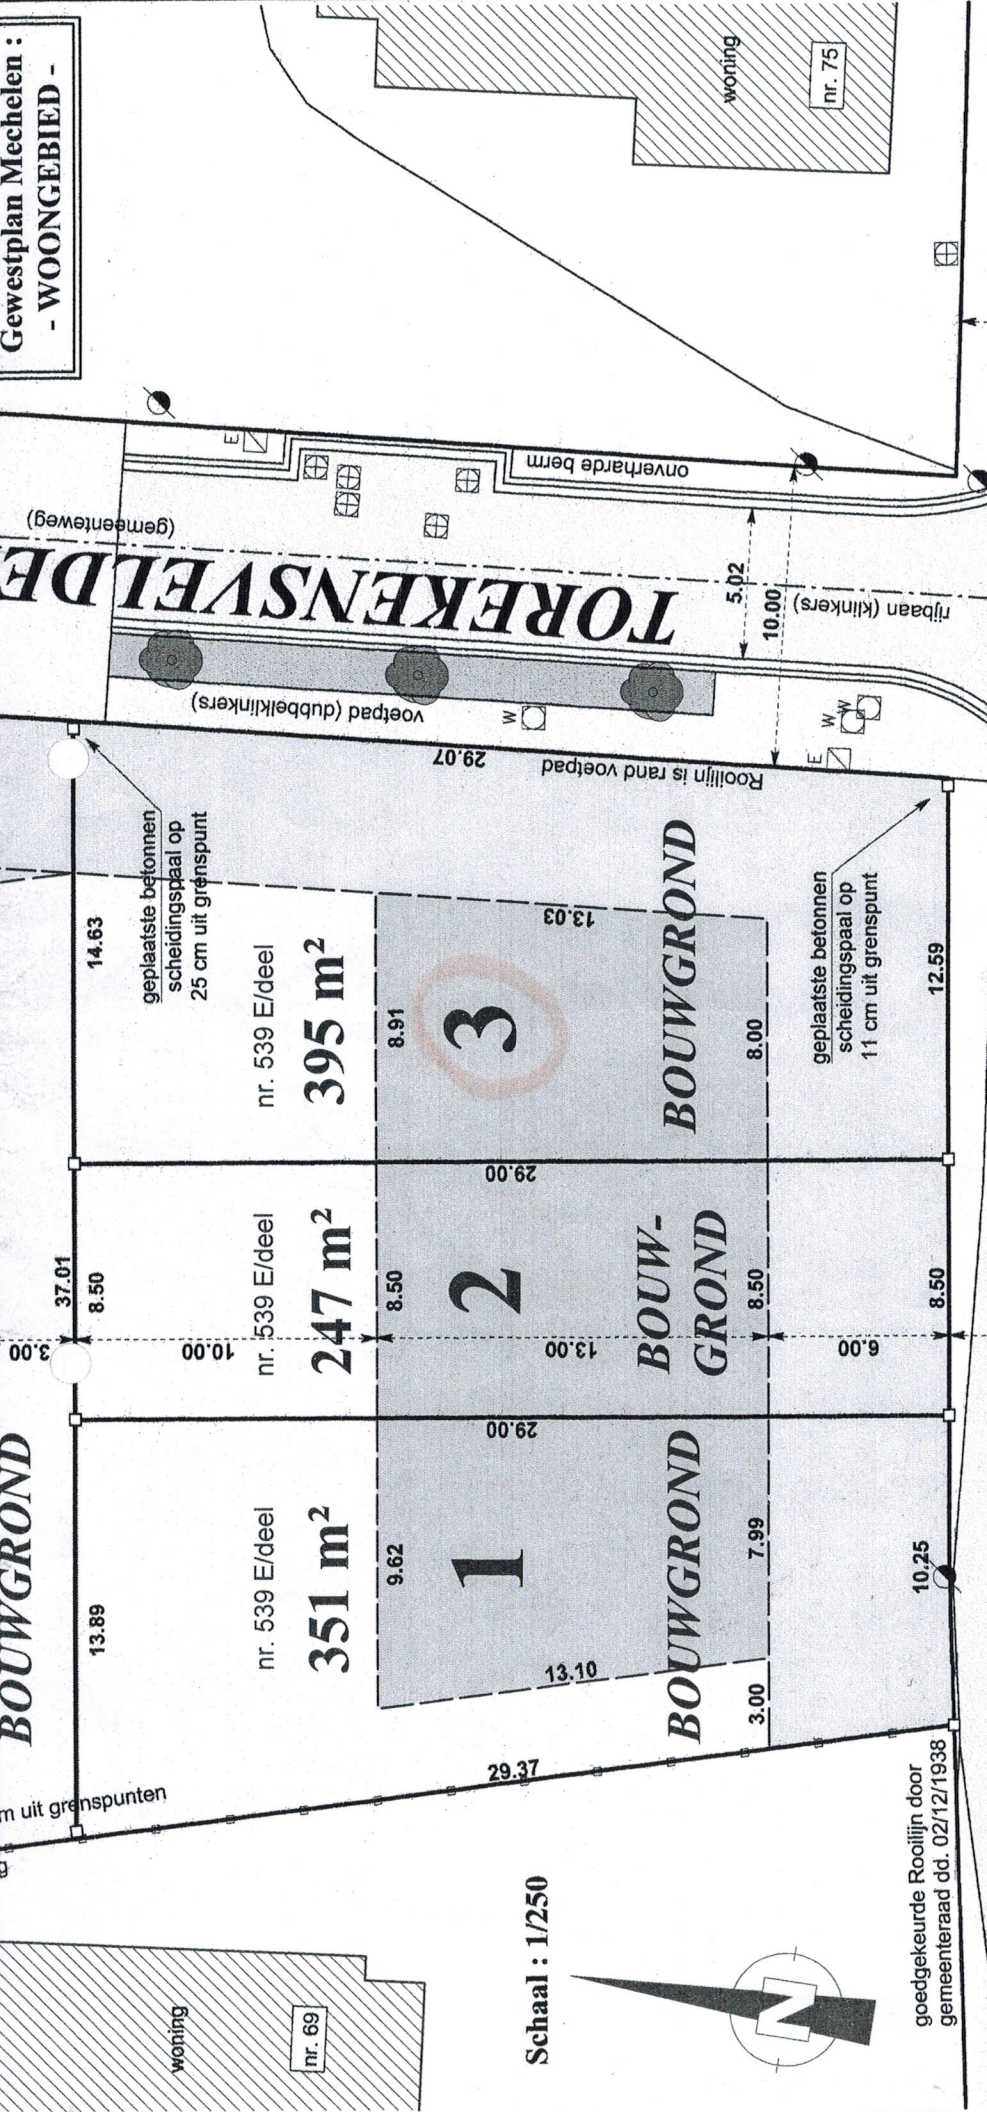 Gewestplan Mechelen :
- WOONGEBIED -
woning
nr. 75
E
onverharde berm
(gemeenteweg)
TOREKENSVELDE
5.02
10.00
rijbaan (klinkers)
voetpad (dubbelklinkers)
W
W
W
E
29.07
Rooilijn is rand voetpad
geplaatste betonnen
scheidingspaal op
25 cm uit grenspunt
geplaatste betonnen
scheidingspaal op
11 cm uit grenspunt
14.63
nr. 539 E/deel
395 m²
8.91
3
13.03
BOUWGROND
8.00
12.59
29.00
37.01
8.50
3.00
10.00
nr. 539 E/deel
247 m²
8.50
2
13.00
BOUW-
GROND
8.50
6.00
8.50
29.00
BOUWGROND
13.89
nr. 539 E/deel
351 m²
9.62
1
13.10
BOUWGROND
7.99
3.00
10.25
29.37
m uit grenspunten
woning
nr. 69
Schaal : 1/250
N
goedgekeurde Rooilijn door
gemeenteraad dd. 02/12/1938